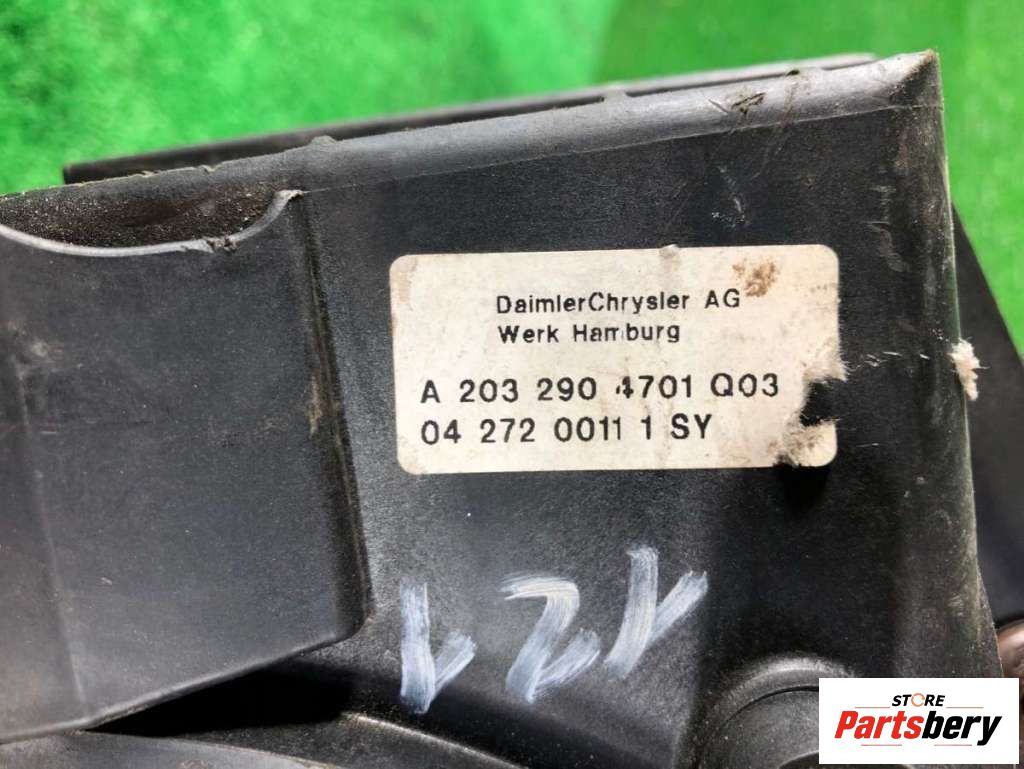 DaimlerChrysler AG
Werk Hamburg
A 203 290 4701 Q03
04 272 0011 1 SY
STORE
Partsbery